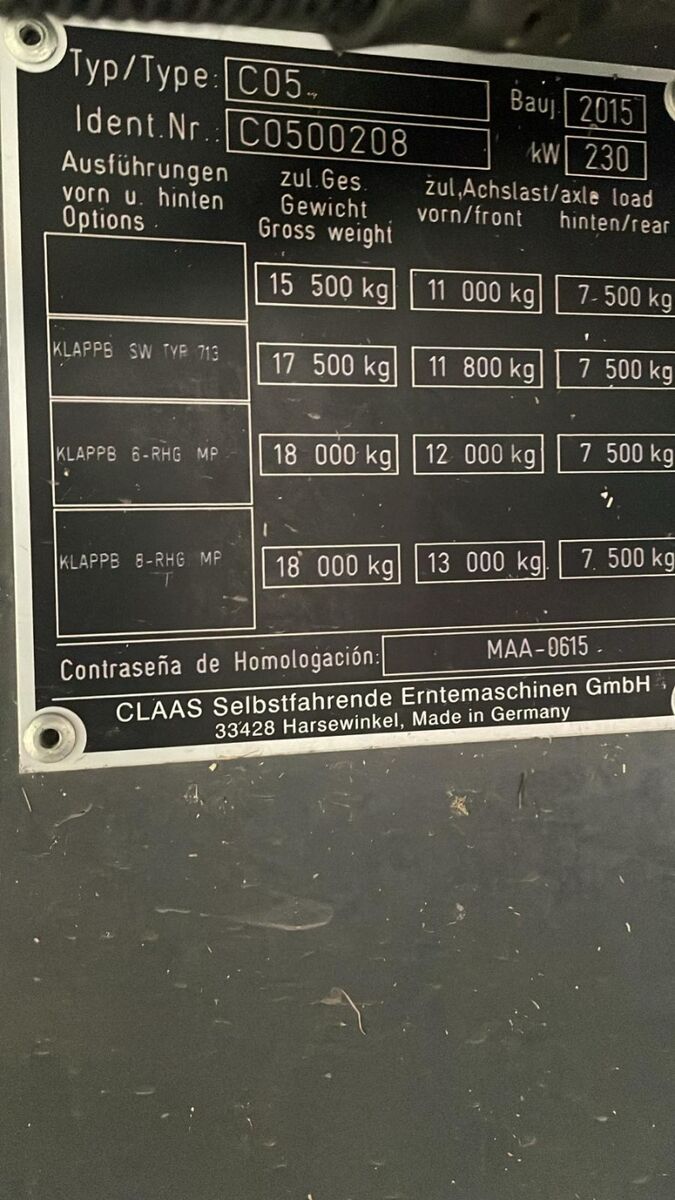 Typ/Type: C05
Bauj. 2015
Ident.Nr.: C0500208
kW 230
Ausführungen vorn u. hinten Options
zul.Ges. Gewicht Gross weight
zul.Achslast/axle load
vorn/front hinten/rear
15 500 kg 11 000 kg 7 500 kg
KLAPPB SW TYP 713 17 500 kg 11 800 kg 7 500 kg
KLAPPB 6-RHG MP 18 000 kg 12 000 kg 7 500 kg
KLAPPB 8-RHG MP 18 000 kg 13 000 kg 7 500 kg
T
Contraseña de Homologación: MAA-0615
CLAAS Selbstfahrende Erntemaschinen GmbH
33428 Harsewinkel, Made in Germany